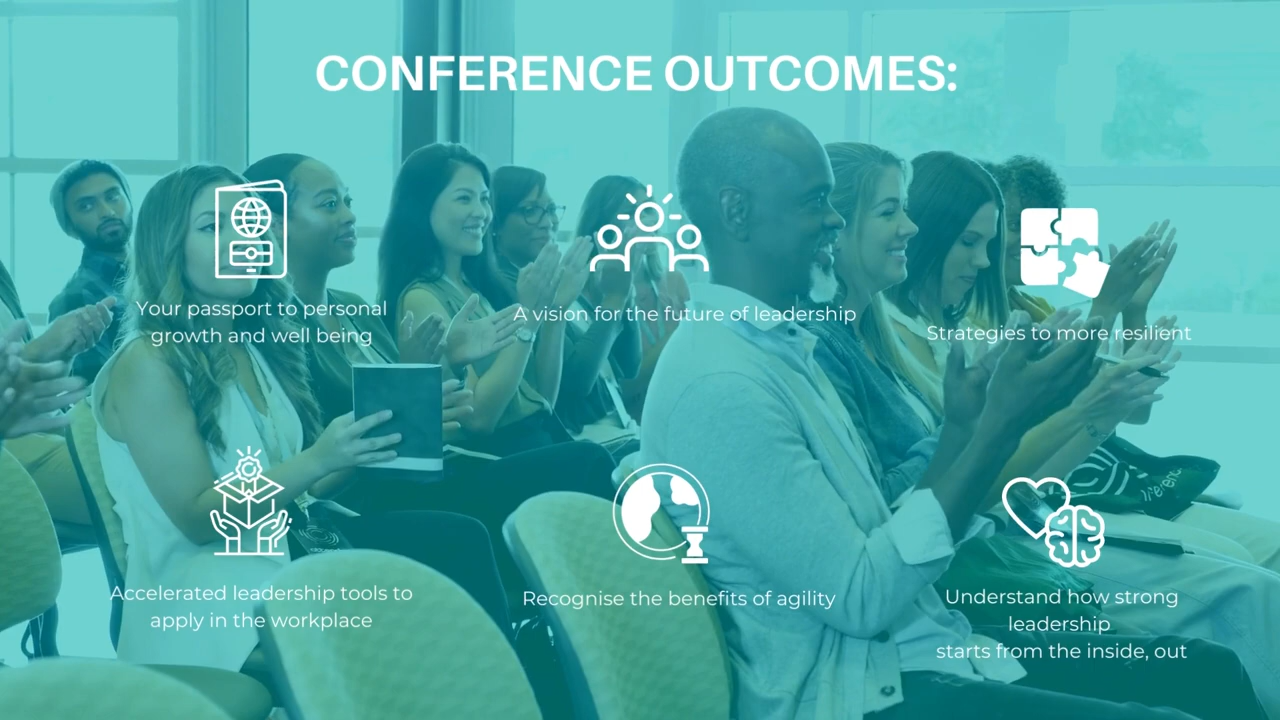 CONFERENCE OUTCOMES:
Your passport to personal
growth and well being
A vision for the future of leadership
Strategies to more resilient
Accelerated leadership tools to
apply in the workplace
Recognise the benefits of agility
Understand how strong
leadership
starts from the inside, out